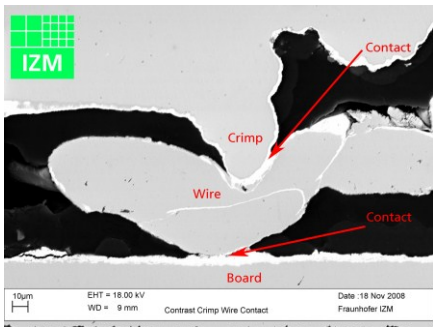 IZM
Contact
Crimp
Wire
Contact
Board
10µm
EHT = 18.00 kV
WD = 9 mm
Contrast Crimp Wire Contact
Date :18 Nov 2008
Fraunhofer IZM